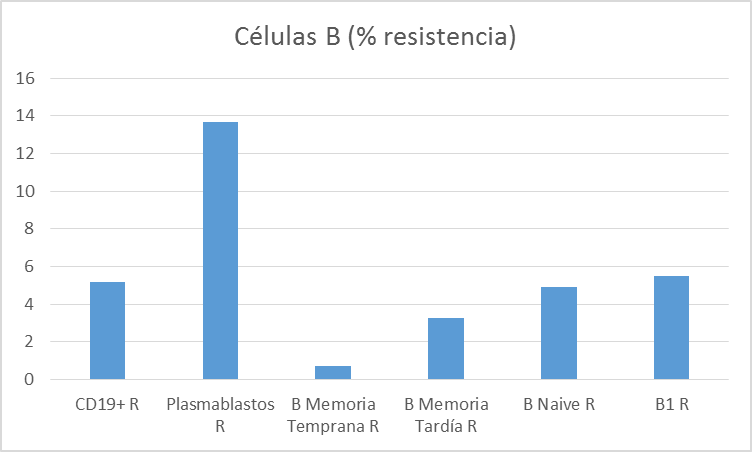 Células B (% resistencia)
16
14
12
10
8
6
4
2
0
CD19+ R
Plasmablastos
R
B Memoria
Temprana R
B Memoria
Tardía R
B Naive R
B1 R